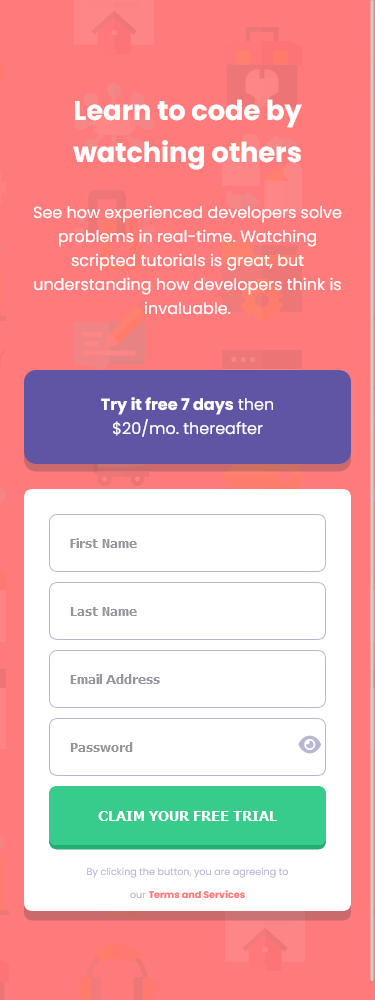 Learn to code by
watching others
See how experienced developers solve
problems in real-time. Watching
scripted tutorials is great, but
understanding how developers think is
invaluable.
Try it free 7 days then
$20/mo. thereafter
First Name
Last Name
Email Address
Password
CLAIM YOUR FREE TRIAL
By clicking the button, you are agreeing to
our Terms and Services